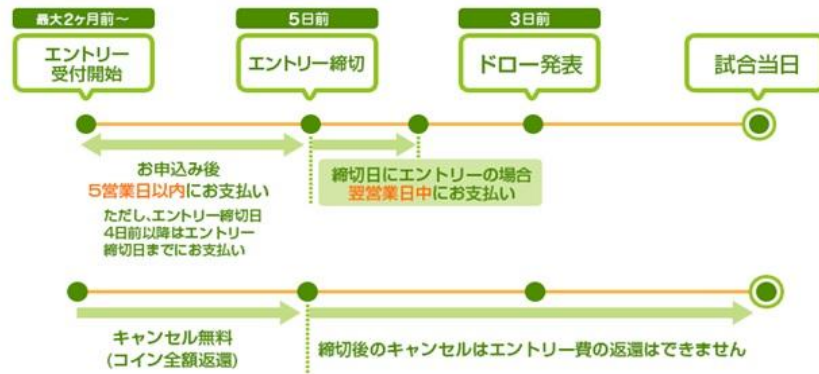 最大2ヶ月前〜
5日前
3日前
エントリー
受付開始
エントリー締切
ドロー発表
試合当日
お申込み後
5営業日以内にお支払い
ただし、エントリー締切日
4日前以降はエントリー
締切日までにお支払い
締切日にエントリーの場合
翌営業日中にお支払い
キャンセル無料
(コイン全額返還)
締切後のキャンセルはエントリー費の返還はできません